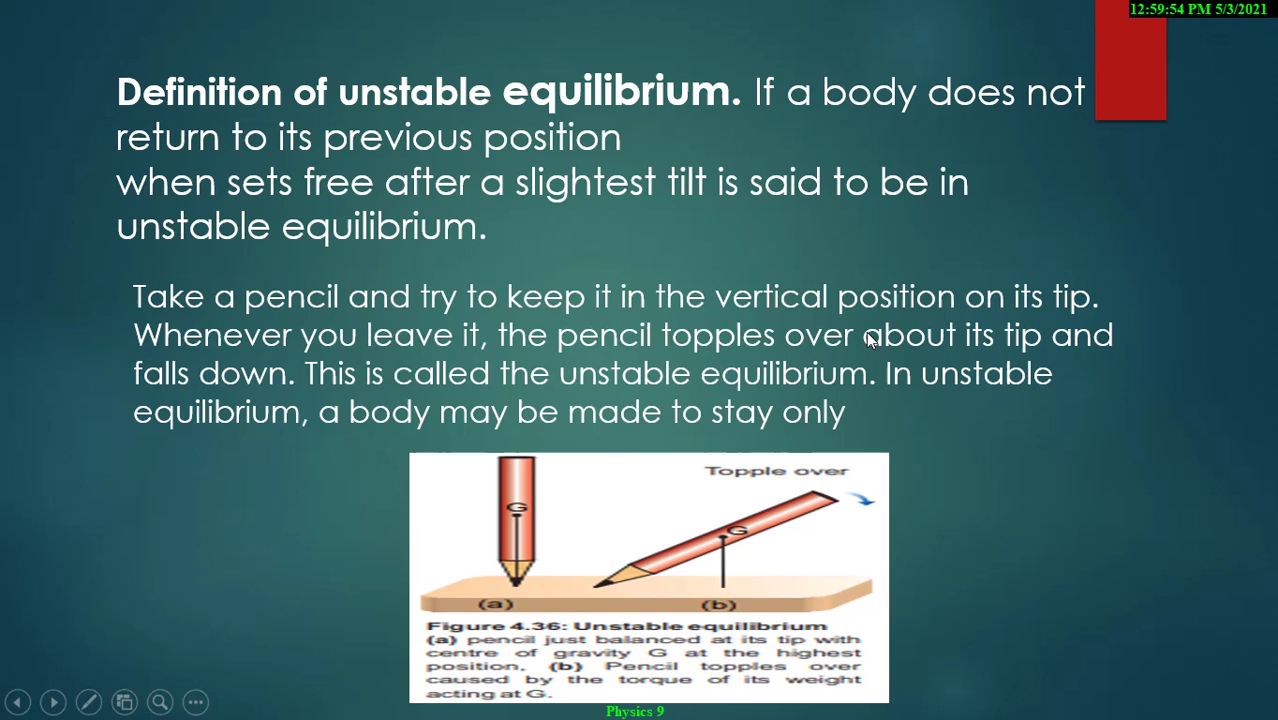 12:59:54 PM 5/3/2021
Definition of unstable equilibrium. If a body does not
return to its previous position
when sets free after a slightest tilt is said to be in
unstable equilibrium.
Take a pencil and try to keep it in the vertical position on its tip.
Whenever you leave it, the pencil topples over about its tip and
falls down. This is called the unstable equilibrium. In unstable
equilibrium, a body may be made to stay only
Topple over
G
G
(a)
(b)
Figure 4.36: Unstable equilibrium
(a) pencil just balanced at its tip with
centre of gravity G at the highest
position, (b) Pencil topples over
caused by the torque of its weight
acting at G.
Physics 9